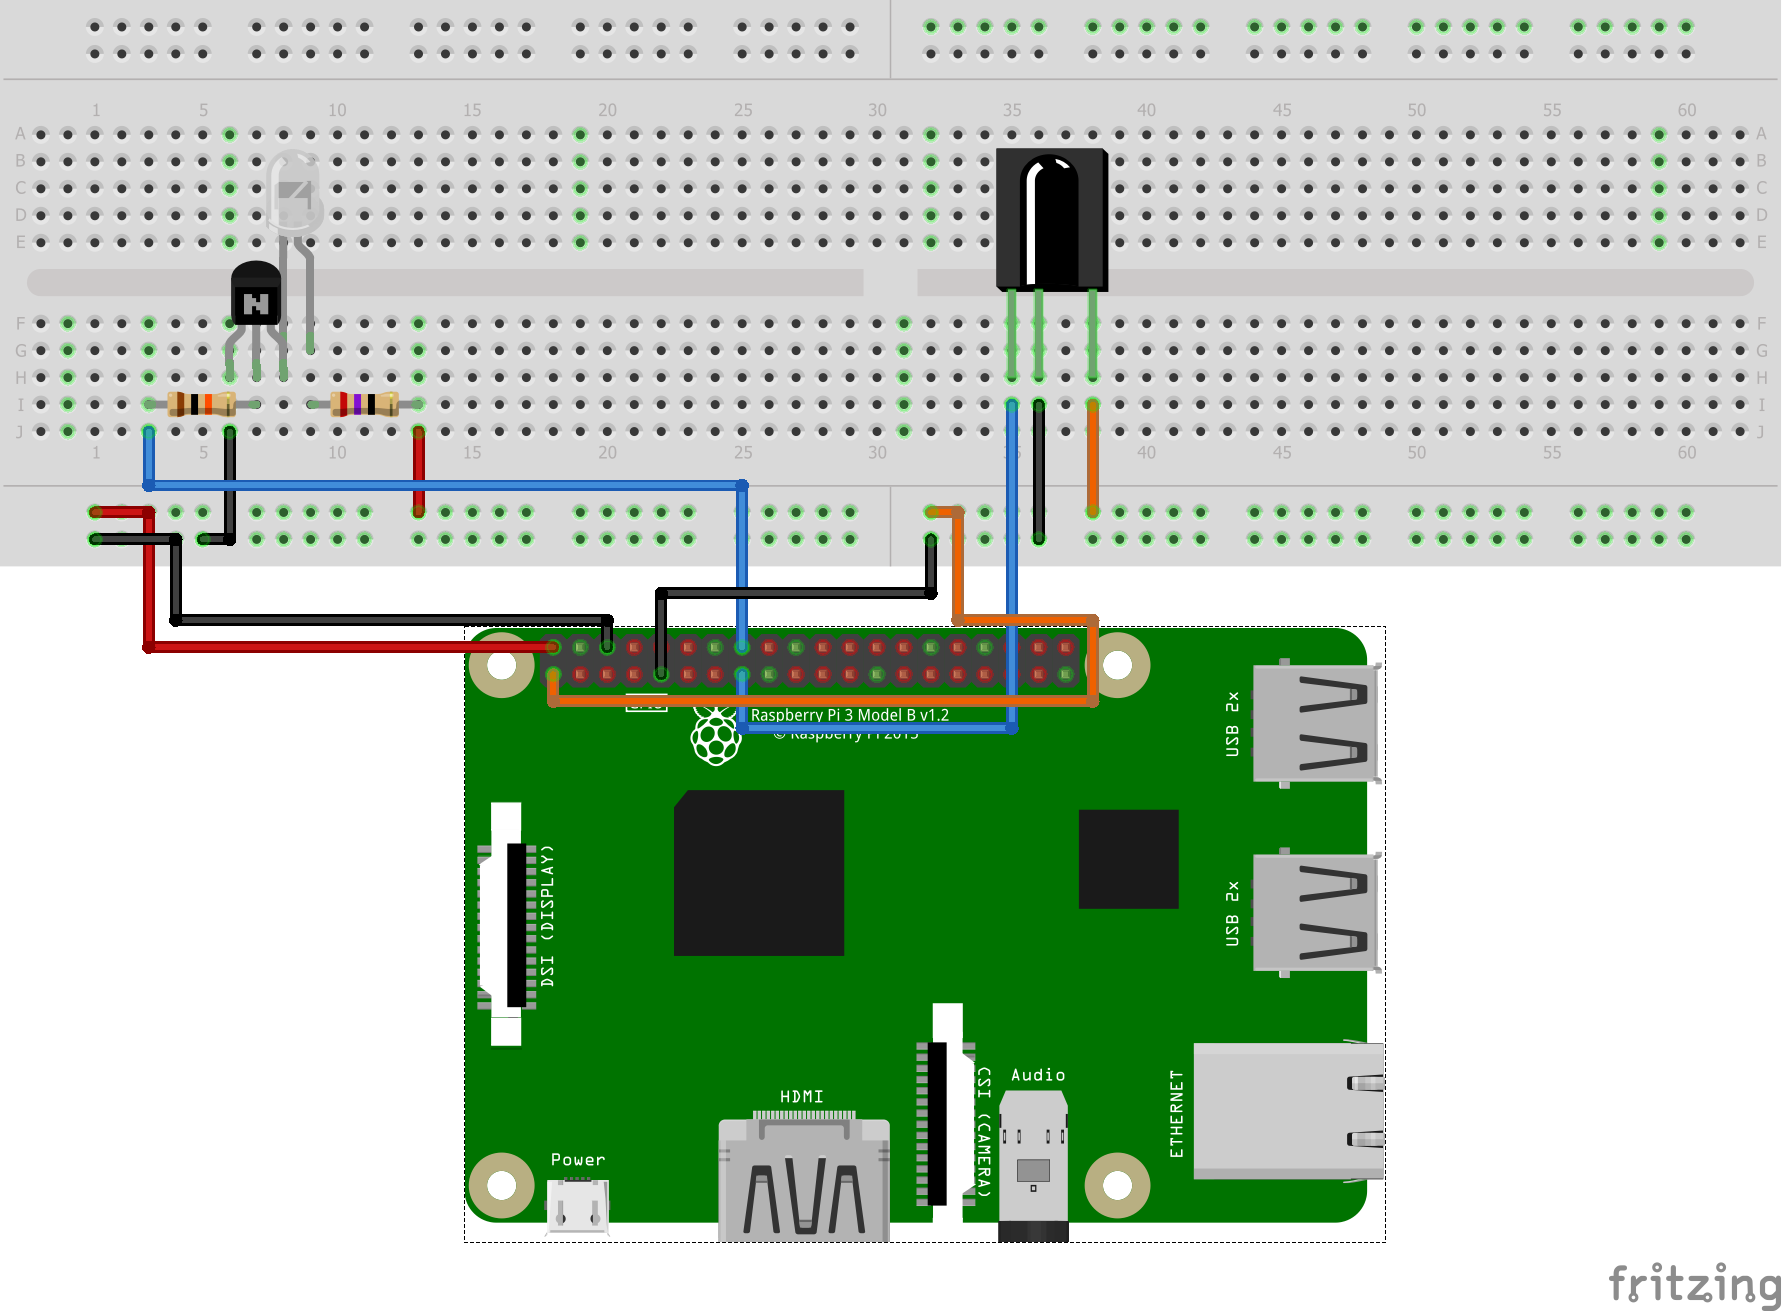 1 5 10 15 20 25 30 35 40 45 50 55 60
A A
B B
C C
D D
E E
F F
G G
H H
I I
J J
1 5 10 15 20 25 30 35 40 45 50 55 60
Raspberry Pi 3 Model B v1.2
© Raspberry Pi 2015
USB 2x
USB 2x
DSI (DISPLAY)
CSI (CAMERA)
Audio
HDMI
ETHERNET
Power
fritzing